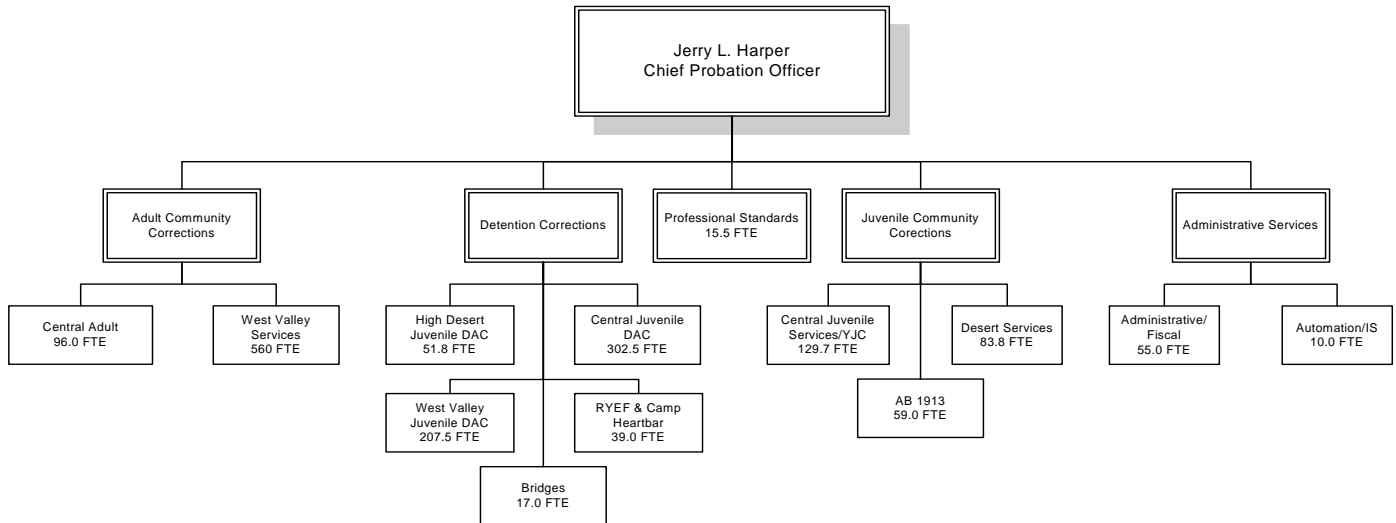 Jerry L. Harper
Chief Probation Officer
Adult Community
Corrections
Detention Corrections
Professional Standards
15.5 FTE
Juvenile Community
Corections
Administrative Services
Central Adult
96.0 FTE
West Valley
Services
560 FTE
High Desert
Juvenile DAC
51.8 FTE
Central Juvenile
DAC
302.5 FTE
Central Juvenile
Services/YJC
129.7 FTE
Desert Services
83.8 FTE
Administrative/
Fiscal
55.0 FTE
Automation/IS
10.0 FTE
West Valley
Juvenile DAC
207.5 FTE
RYEF & Camp
Heartbar
39.0 FTE
AB 1913
59.0 FTE
Bridges
17.0 FTE